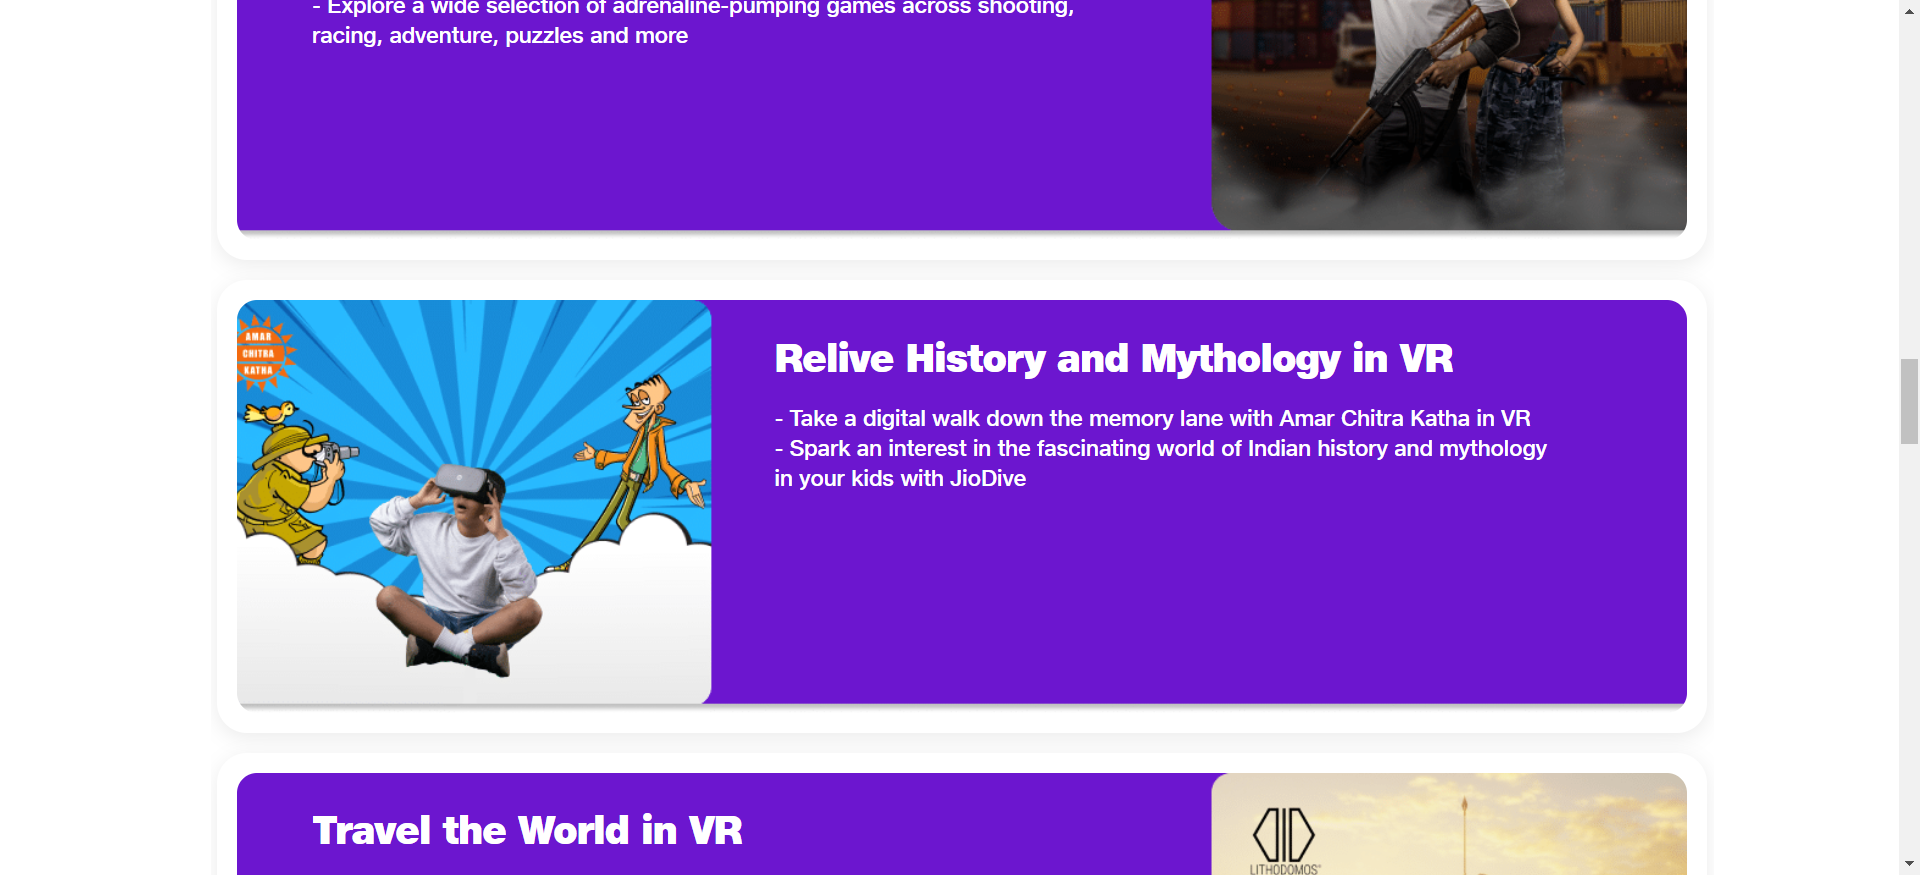 - Explore a wide selection of adrenaline-pumping games across shooting,
racing, adventure, puzzles and more
AMAR
CHITRA
KATHA
Relive History and Mythology in VR
- Take a digital walk down the memory lane with Amar Chitra Katha in VR
- Spark an interest in the fascinating world of Indian history and mythology
in your kids with JioDive
Travel the World in VR
LITHODOMOS